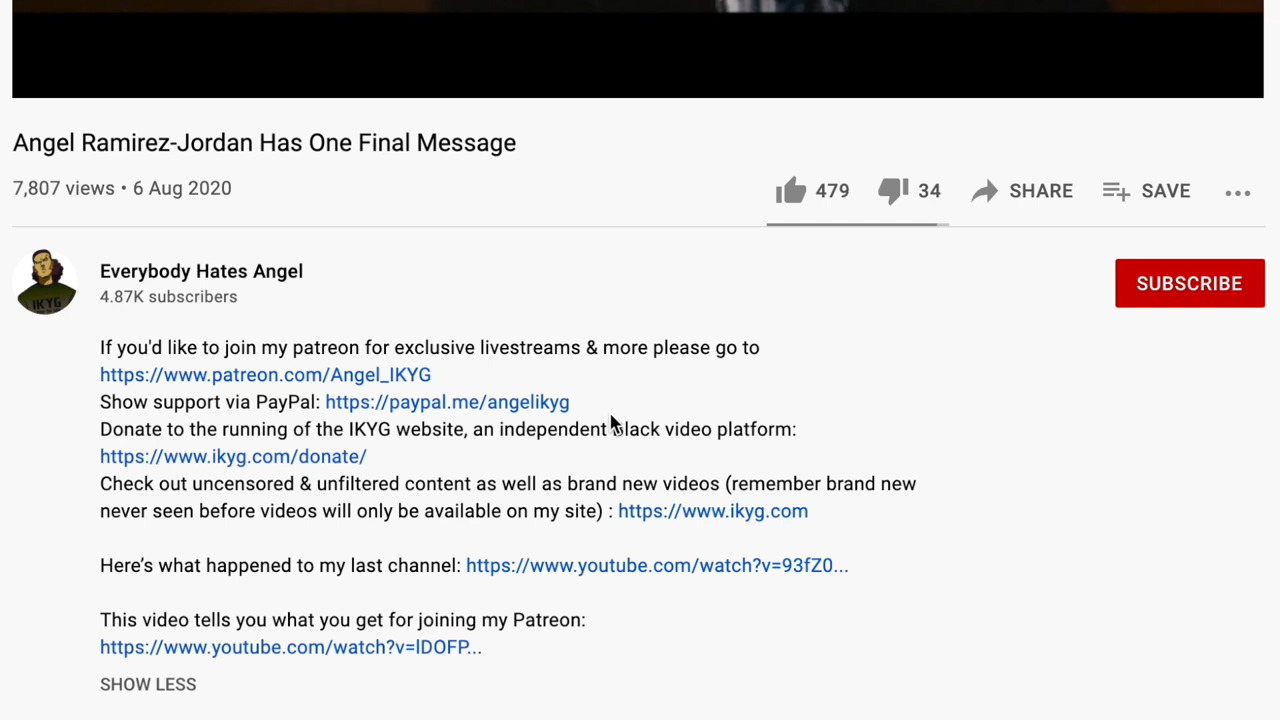 Angel Ramirez-Jordan Has One Final Message
7,807 views • 6 Aug 2020
479 34 SHARE SAVE
Everybody Hates Angel
4.87K subscribers
SUBSCRIBE
IKYG
If you'd like to join my patreon for exclusive livestreams & more please go to
https://www.patreon.com/Angel_IKYG
Show support via PayPal: https://paypal.me/angelikyg
Donate to the running of the IKYG website, an independent black video platform:
https://www.ikyg.com/donate/
Check out uncensored & unfiltered content as well as brand new videos (remember brand new
never seen before videos will only be available on my site) : https://www.ikyg.com
Here’s what happened to my last channel: https://www.youtube.com/watch?v=93fZ0...
This video tells you what you get for joining my Patreon:
https://www.youtube.com/watch?v=lDOFP...
SHOW LESS